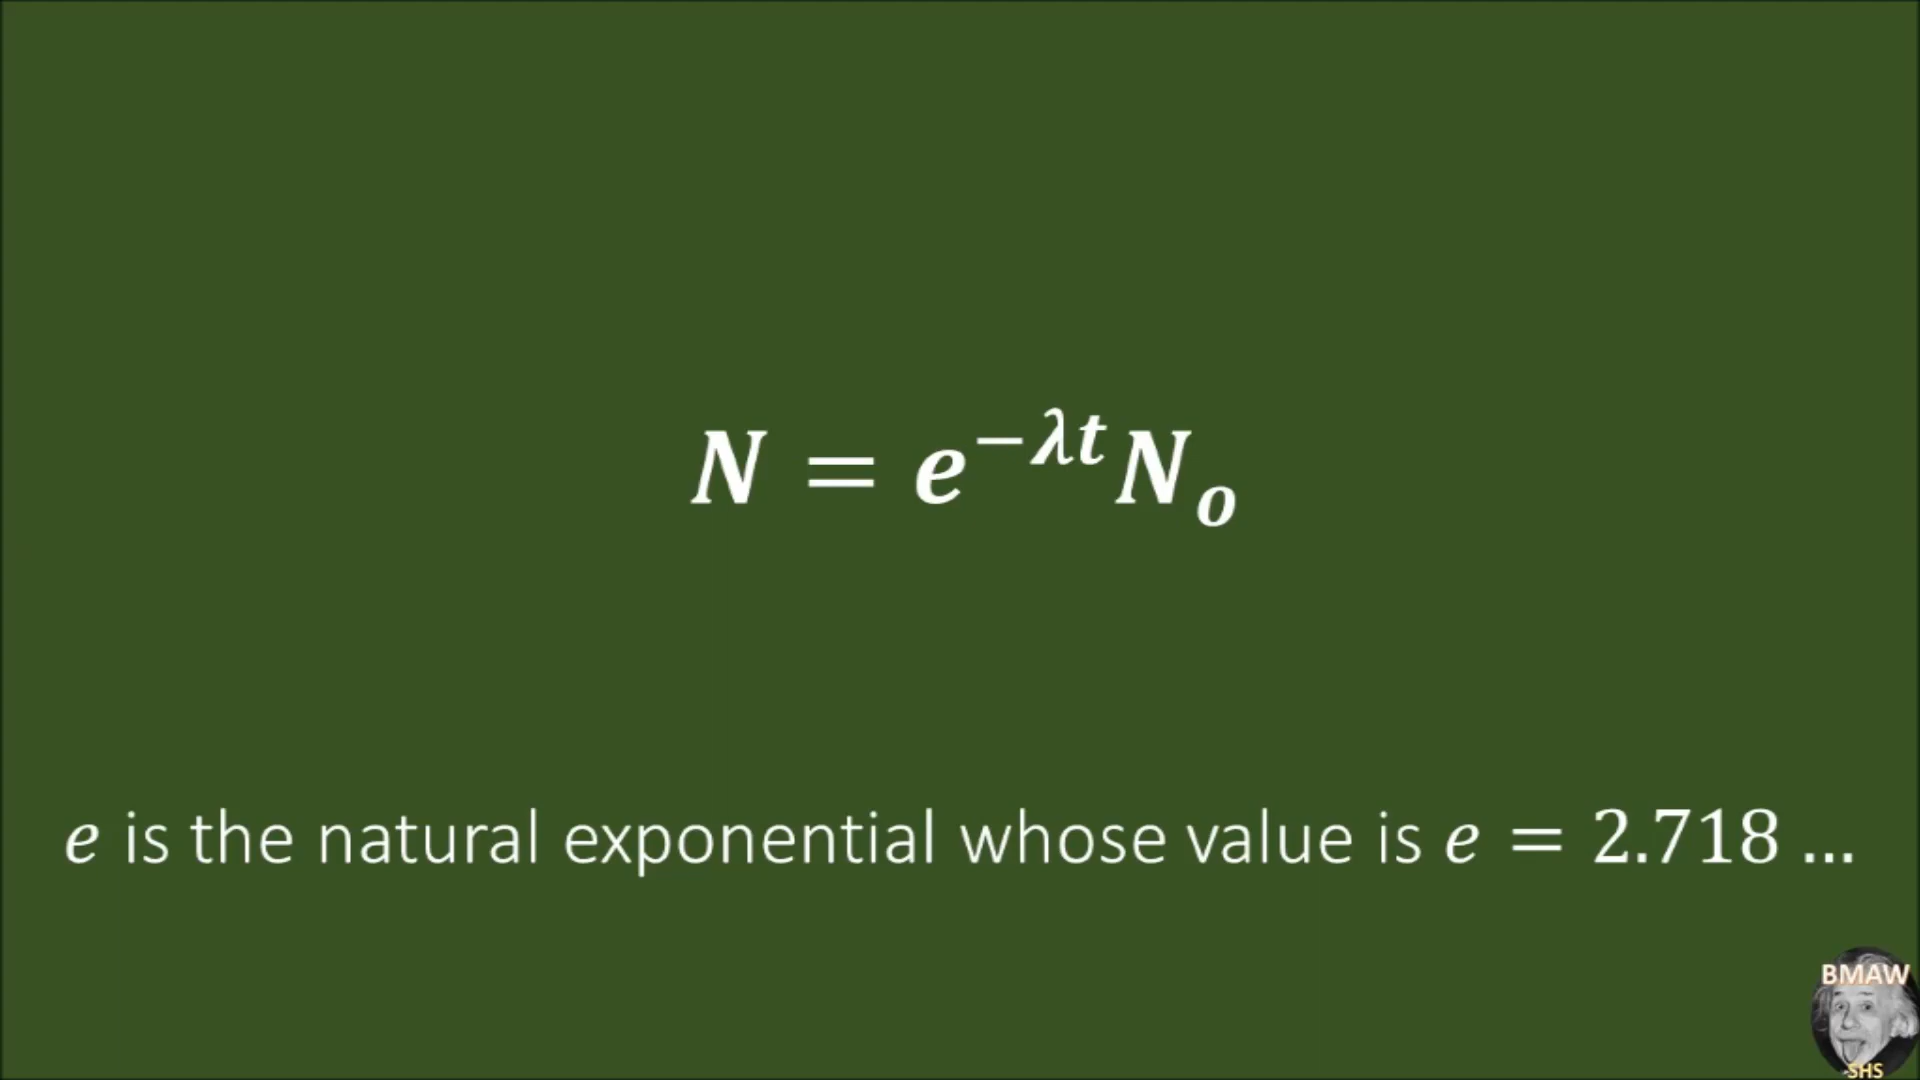 N = e^{-λt}N_o
e is the natural exponential whose value is e = 2.718 ...
BMAW
SHS